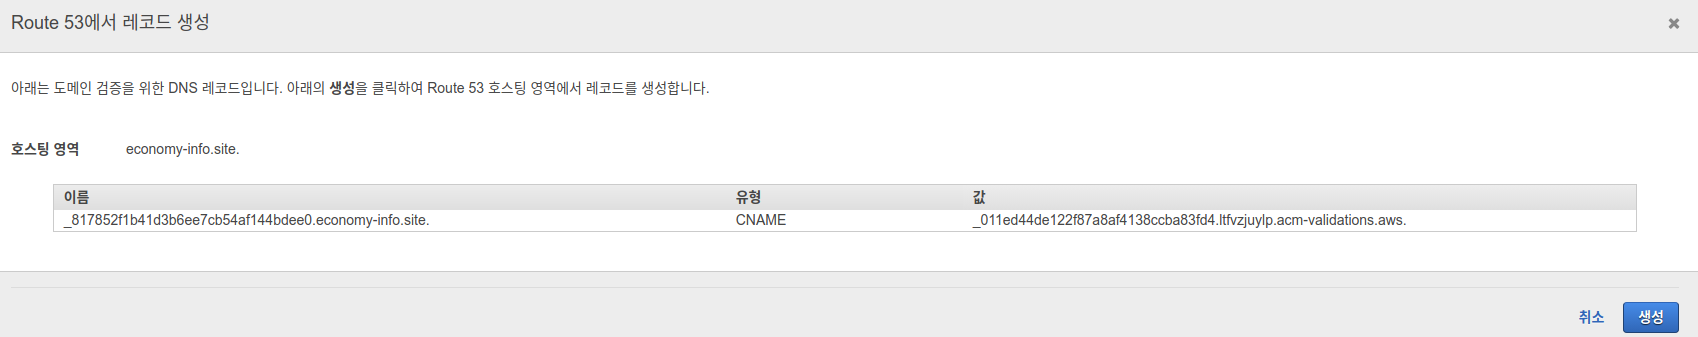 Route 53에서 레코드 생성
아래는 도메인 검증을 위한 DNS 레코드입니다. 아래의 생성을 클릭하여 Route 53 호스팅 영역에서 레코드를 생성합니다.
호스팅 영역 economy-info.site.
이름 유형 값
_817852f1b41d3b6ee7cb54af144bdee0.economy-info.site. CNAME _011ed44de122f87a8af4138ccba83fd4.ltfvzjuylp.acm-validations.aws.
취소 생성